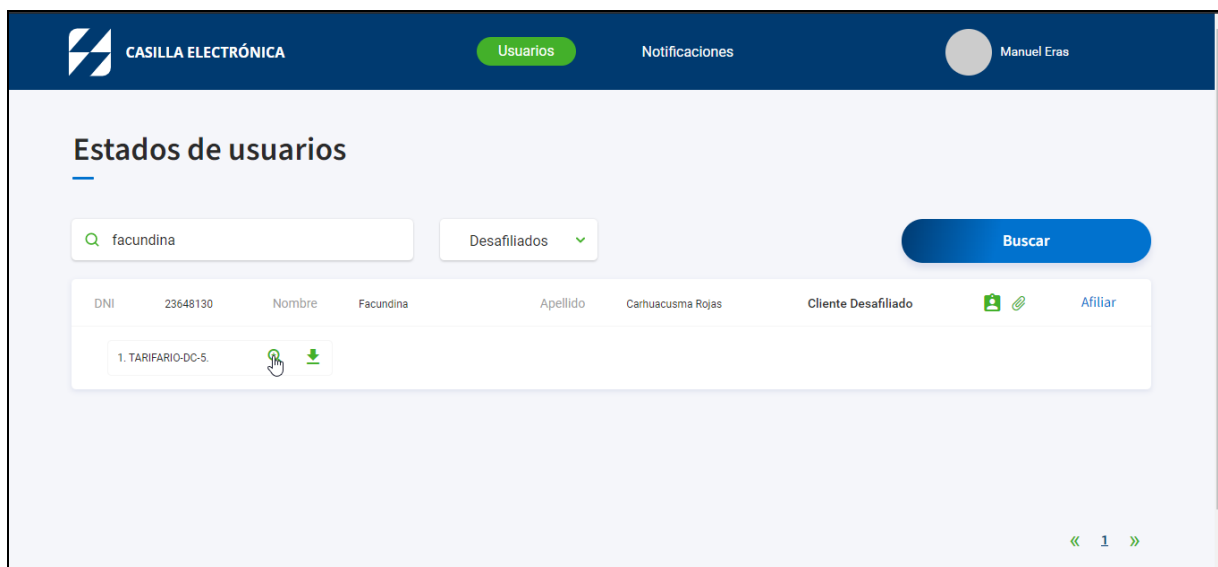 CASILLA ELECTRÓNICA Usuarios Notificaciones Manuel Eras
Estados de usuarios
facundina Desafiliados Buscar
DNI 23648130 Nombre Facundina Apellido Carhuacusma Rojas Cliente Desafiliado Afiliar
1. TARIFARIO-DC-5.
« 1 »